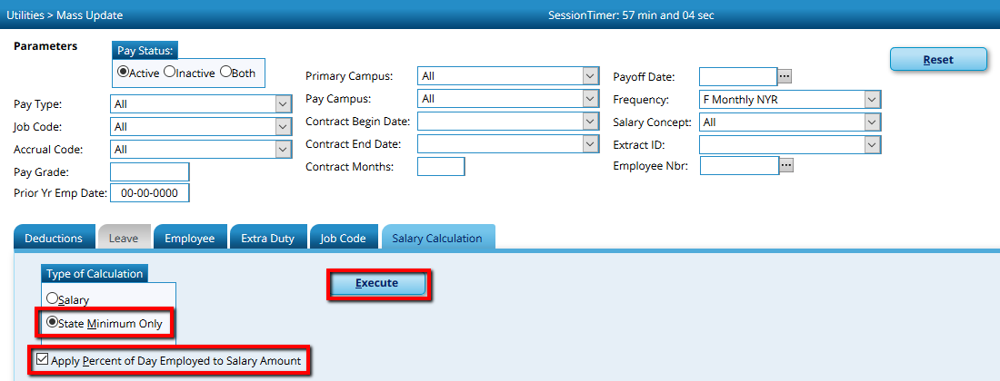 Utilities > Mass Update SessionTimer: 57 min and 04 sec
Parameters
Pay Status:
Active Inactive Both
Reset
Primary Campus: All
Payoff Date: ...
Pay Type: All
Pay Campus: All
Frequency: F Monthly NYR
Job Code: All
Contract Begin Date:
Salary Concept: All
Accrual Code: All
Contract End Date:
Extract ID:
Pay Grade:
Contract Months:
Employee Nbr: ...
Prior Yr Emp Date: 00-00-0000
Deductions Leave Employee Extra Duty Job Code Salary Calculation
Type of Calculation
Execute
Salary
State Minimum Only
Apply Percent of Day Employed to Salary Amount